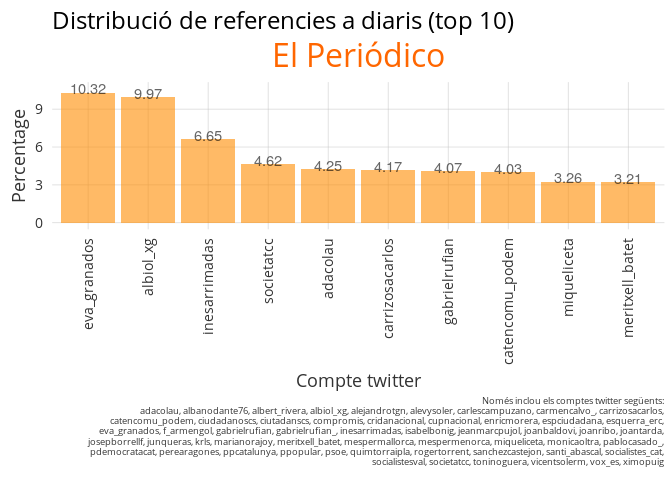 Distribució de referencies a diaris (top 10)
El Periódico
Percentage
9
6
3
0
10.32
9.97
6.65
4.62
4.25
4.17
4.07
4.03
3.26
3.21
eva_granados
albiol_xg
inesarrimadas
societatcc
adacolau
carrizosacarlos
gabrielrufian
catencomu_podem
miqueliceta
meritxell_batet
Compte twitter
Només inclou els comptes twitter següents:
adacolau, albanodante76, albert_rivera, albiol_xg, alejandrotgn, alevysoler, carlescampuzano, carmencalvo_, carrizosacarlos,
catencomu_podem, ciudadanoscs, ciutadanscs, compromis, cridanacional, cupnacional, enricmorera, espciudadana, esquerra_erc,
eva_granados, f_armengol, gabrielrufian, gabrielrufian_, inesarrimadas, isabelbonig, jeanmarcpujol, joanbaldovi, joanribo, joantarda,
josepborrellf, junqueras, krls, marianorajoy, meritxell_batet, mespermallorca, mespermenorca, miqueliceta, monicaoltra, pablocasado_,
pdemocratacat, perearagones, ppcatalunya, ppopular, psoe, quimtorraipla, rogertorrent, sanchezcastejon, santi_abascal, socialistes_cat,
socialistesval, societatcc, toninoguera, vicentsolerm, vox_es, ximopuig